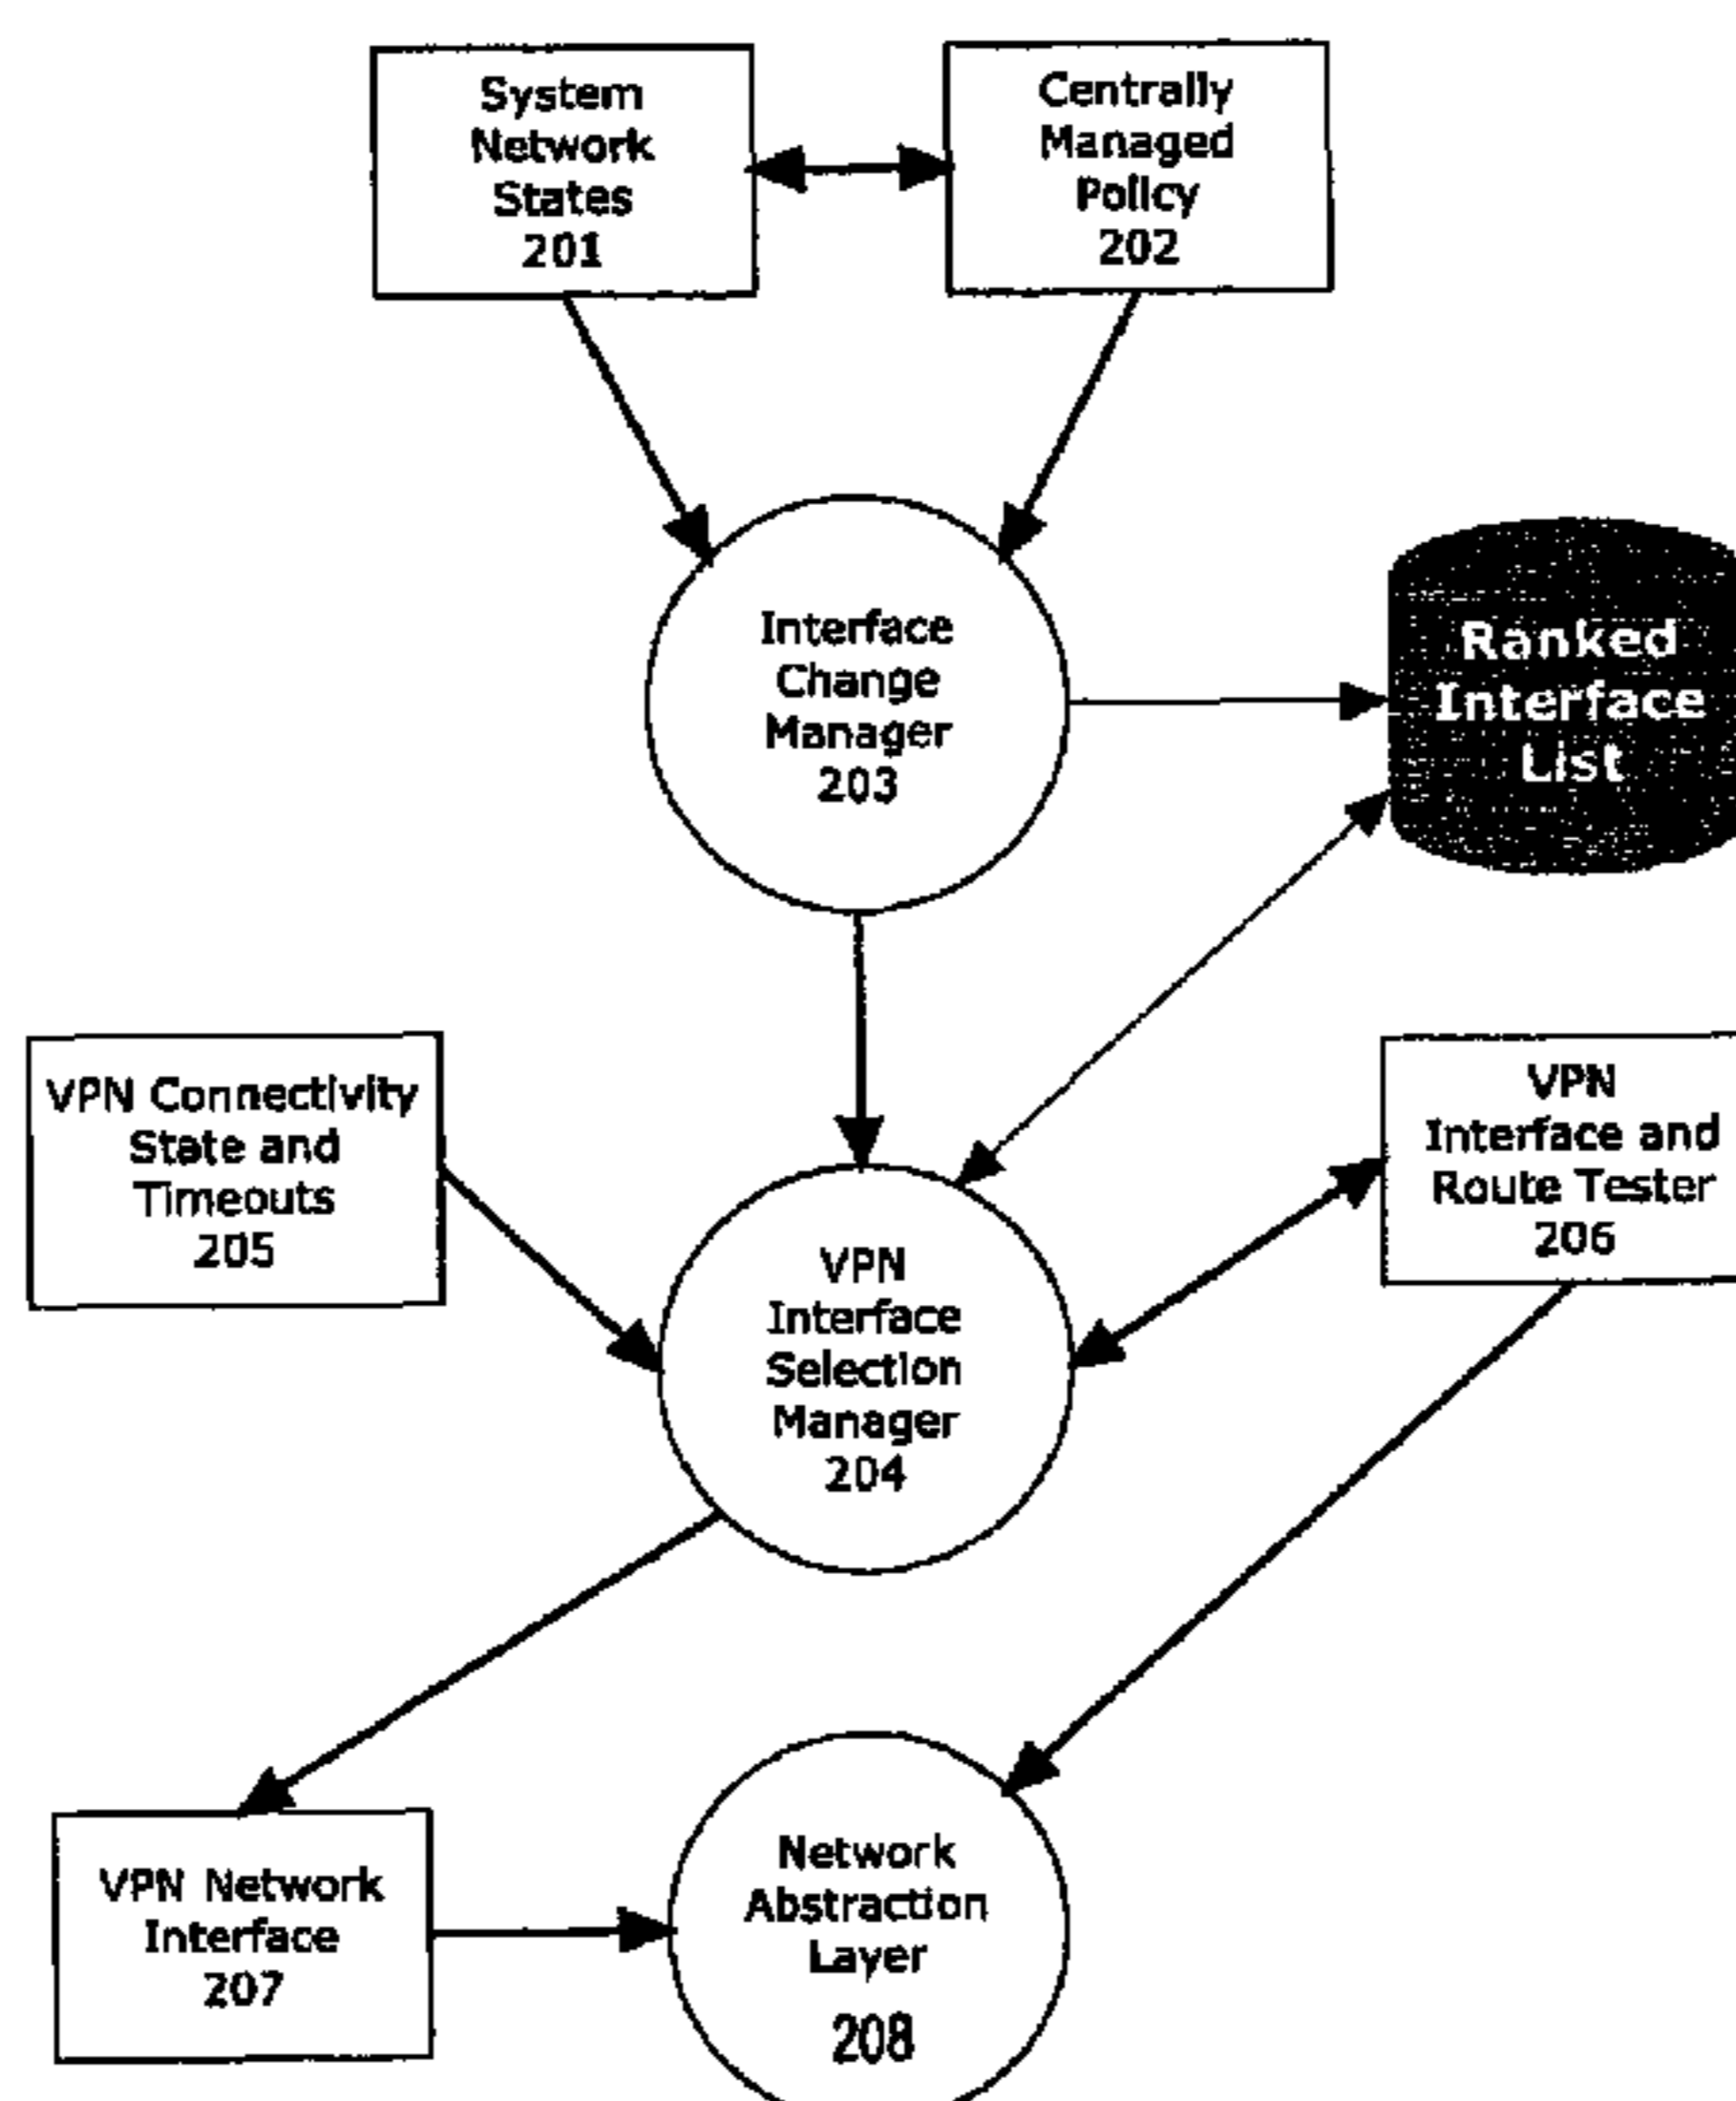 System
Network
States
201
Centrally
Managed
Policy
202
Interface
Change
Manager
203
Ranked
Interface
List
VPN Connectivity
State and
Timeouts
205
VPN
Interface and
Route Tester
206
VPN
Interface
Selection
Manager
204
VPN Network
Interface
207
Network
Abstraction
Layer
208